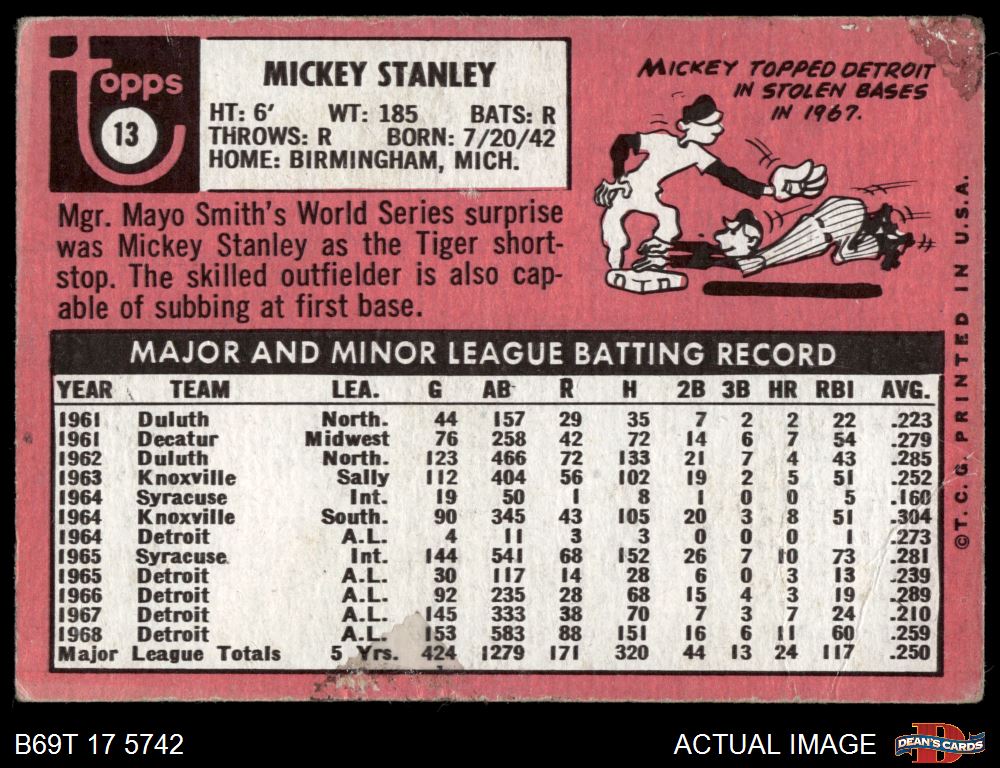 topps
13
MICKEY STANLEY
HT: 6' WT: 185 BATS: R
THROWS: R BORN: 7/20/42
HOME: BIRMINGHAM, MICH.
MICKEY TOPPED DETROIT
IN STOLEN BASES
IN 1967.
Mgr. Mayo Smith's World Series surprise
was Mickey Stanley as the Tiger short-
stop. The skilled outfielder is also cap-
able of subbing at first base.
MAJOR AND MINOR LEAGUE BATTING RECORD
YEAR TEAM LEA. G AB R H 2B 3B HR RBI AVG.
1961 Duluth North. 44 157 29 35 7 2 2 22 .223
1961 Decatur Midwest 76 258 42 72 14 6 7 54 .279
1962 Duluth North. 123 466 72 133 21 7 4 43 .285
1963 Knoxville Sally 112 404 56 102 19 2 5 51 .252
1964 Syracuse Int. 19 50 1 8 1 0 0 5 .160
1964 Knoxville South. 90 345 43 105 20 3 8 51 .304
1964 Detroit A.L. 4 11 3 3 0 0 0 1 .273
1965 Syracuse Int. 144 541 68 152 26 7 10 73 .281
1965 Detroit A.L. 30 117 14 28 6 0 3 13 .239
1966 Detroit A.L. 92 235 28 68 15 4 3 19 .289
1967 Detroit A.L. 145 333 38 70 7 3 7 24 .210
1968 Detroit A.L. 153 583 88 151 16 6 11 60 .259
Major League Totals 5 Yrs. 424 1279 171 320 44 13 24 117 .250
©T.C.G. PRINTED IN U.S.A.
B69T 17 5742
ACTUAL IMAGE
D
DEAN'S CARDS